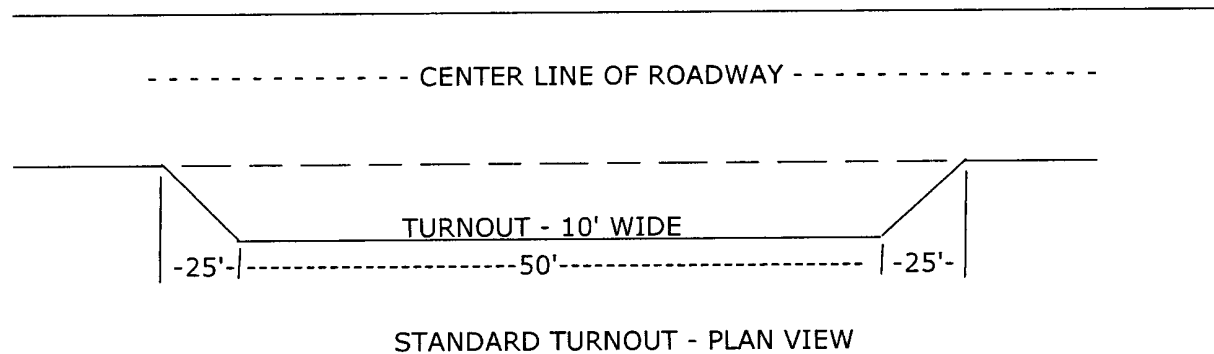 CENTER LINE OF ROADWAY
TURNOUT - 10' WIDE
-25'- 50' -25'-
STANDARD TURNOUT - PLAN VIEW